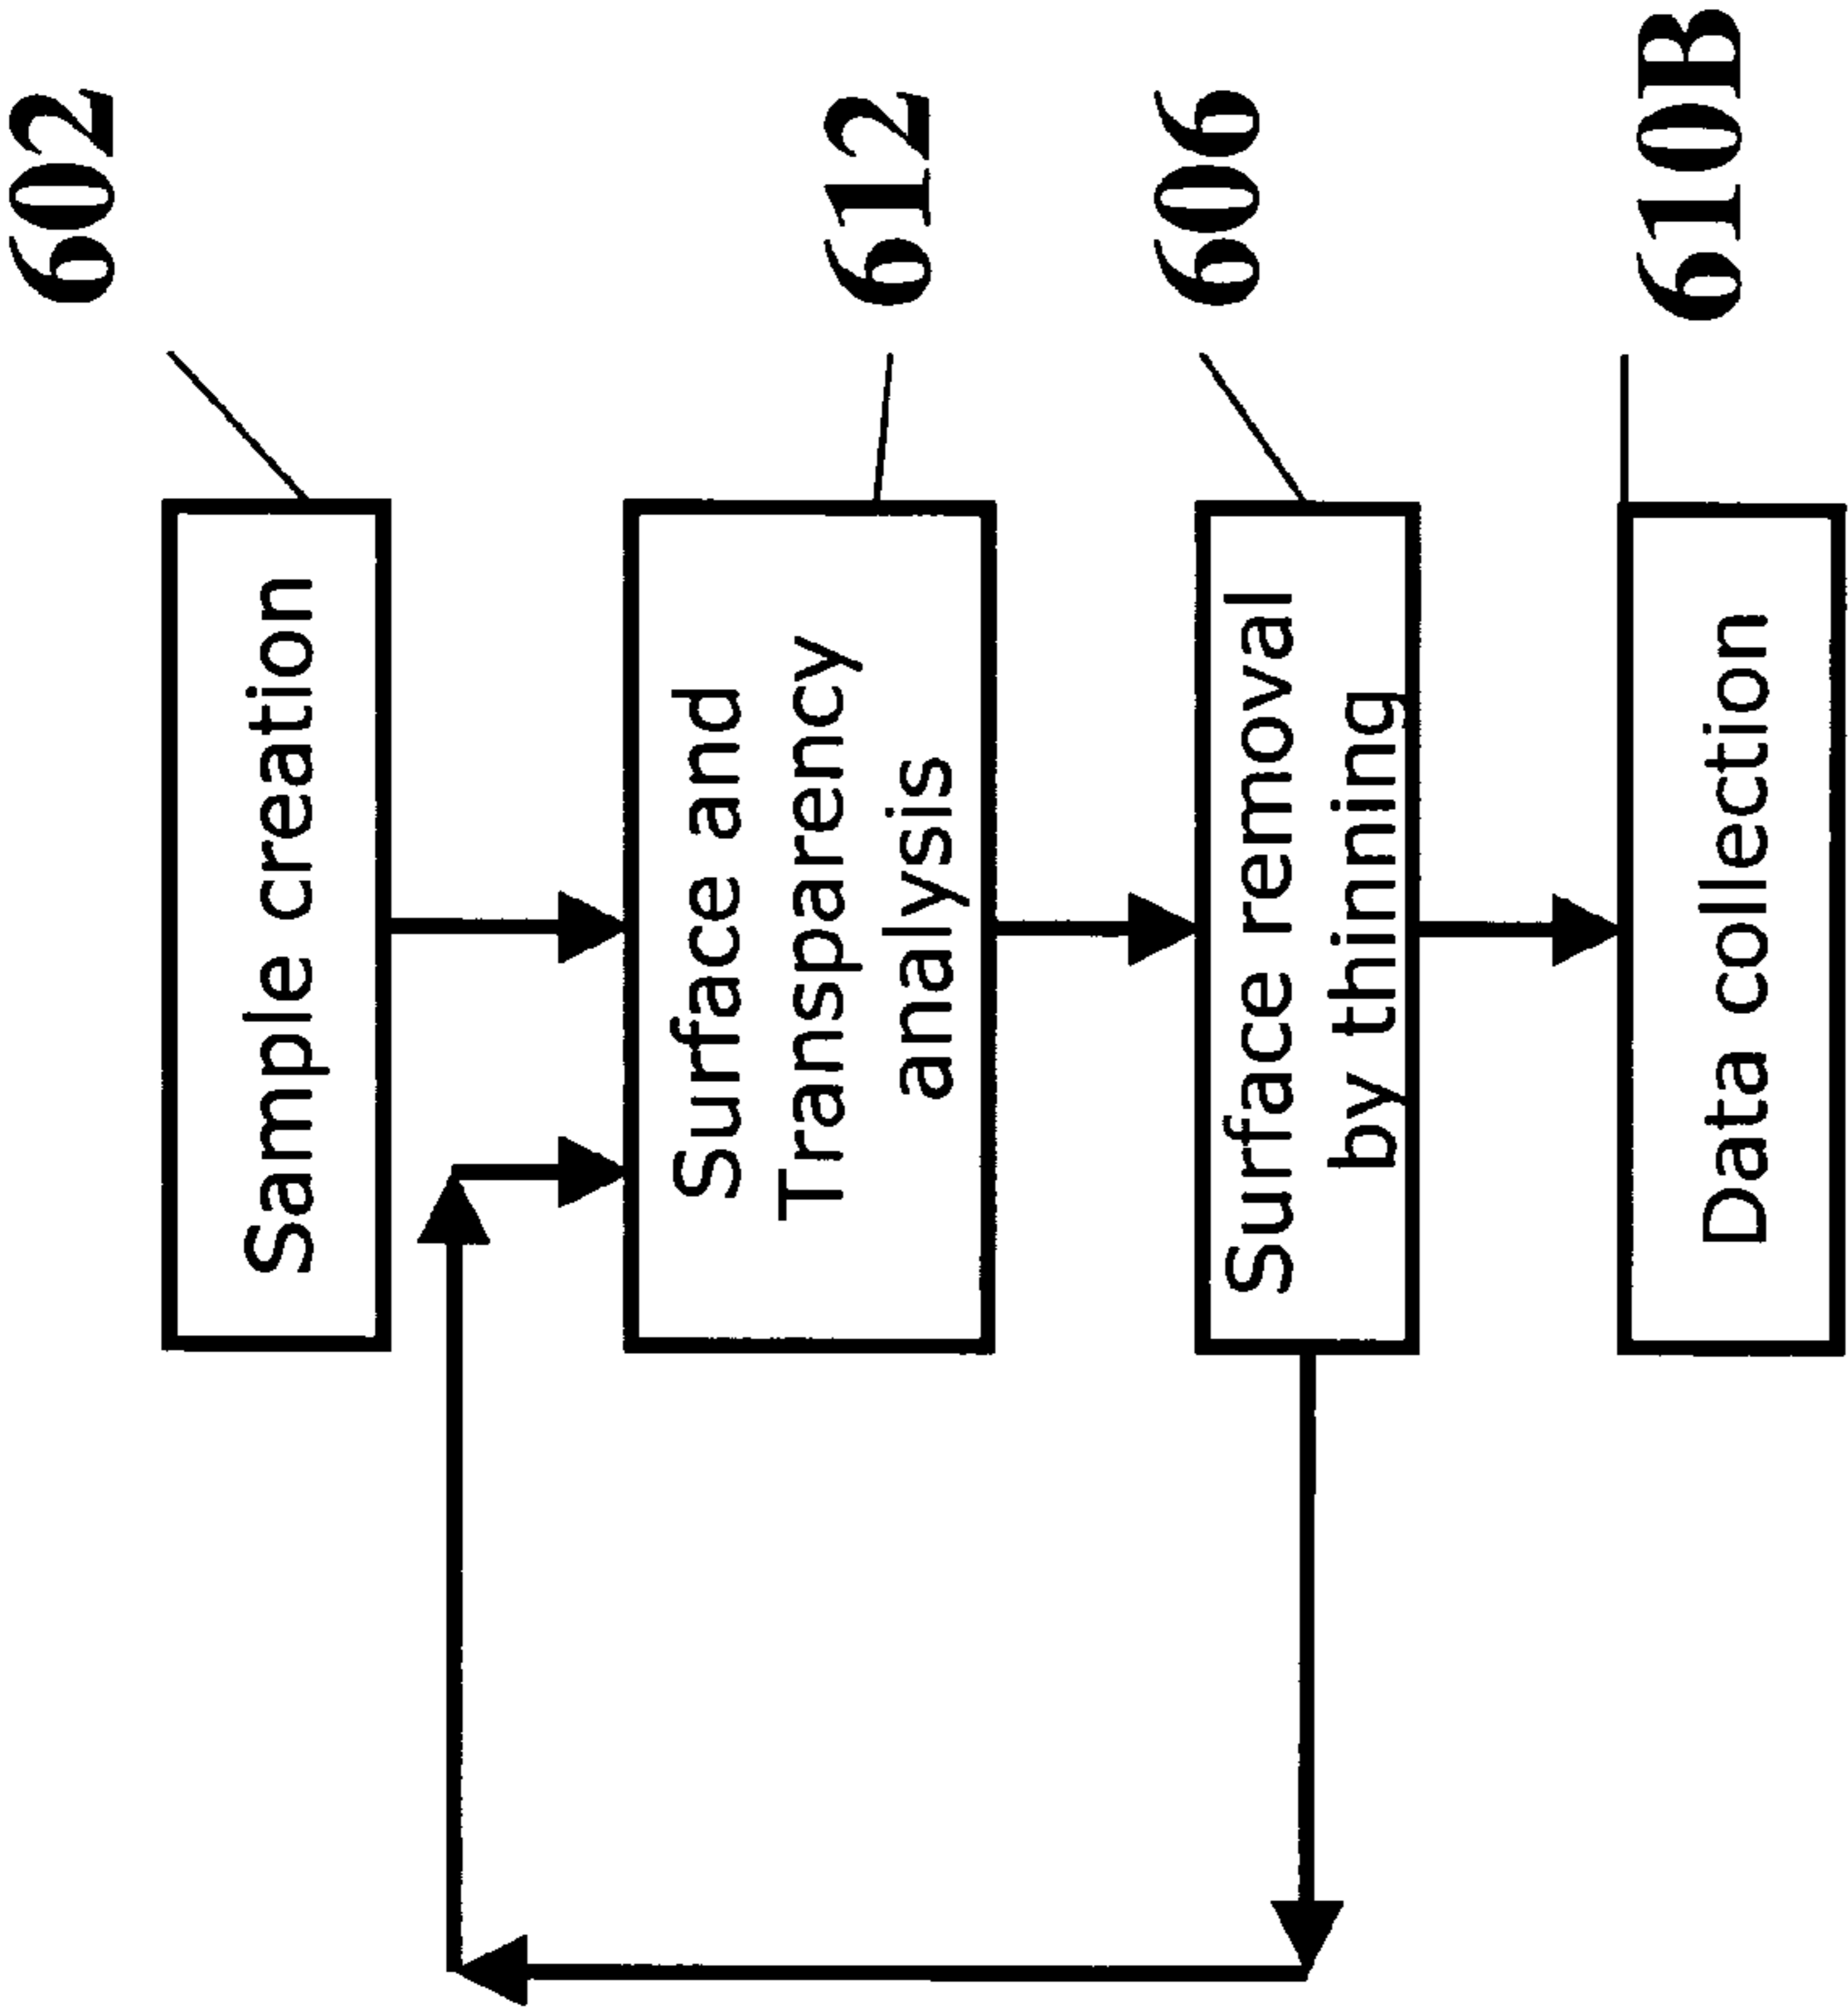 602
Sample creation
612
Surface and
Transparency
analysis
606
Surface removal
by thinning
610B
Data collection